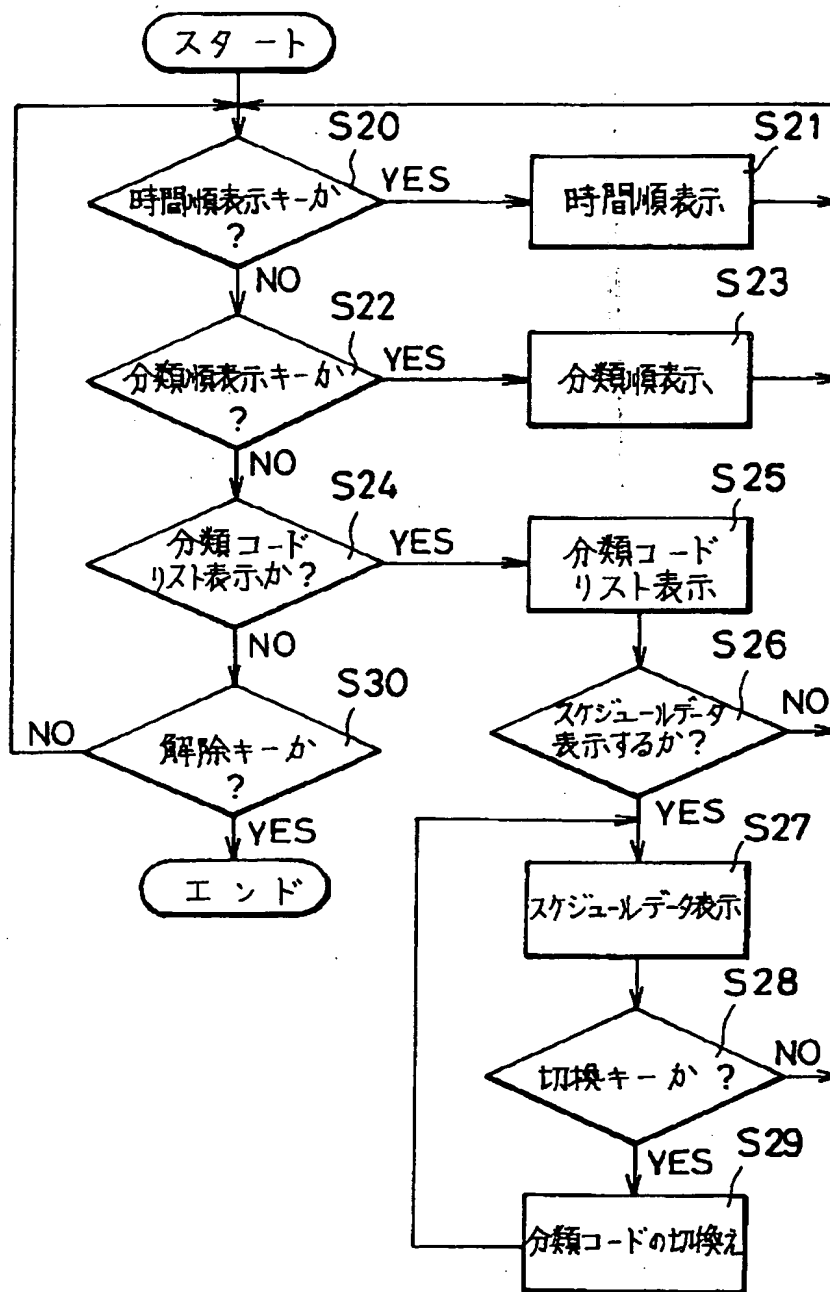 スタート
S20
時間順表示キーか
?
YES
S21
時間順表示
NO
S22
分類順表示キーか
?
YES
S23
分類順表示
NO
S24
分類コード
リスト表示か?
YES
S25
分類コード
リスト表示
NO
S26
スケジュールデータ
表示するか?
NO
S30
解除キーか
?
NO
YES
エンド
YES
S27
スケジュールデータ表示
S28
切換キーか?
NO
YES
S29
分類コードの切換え